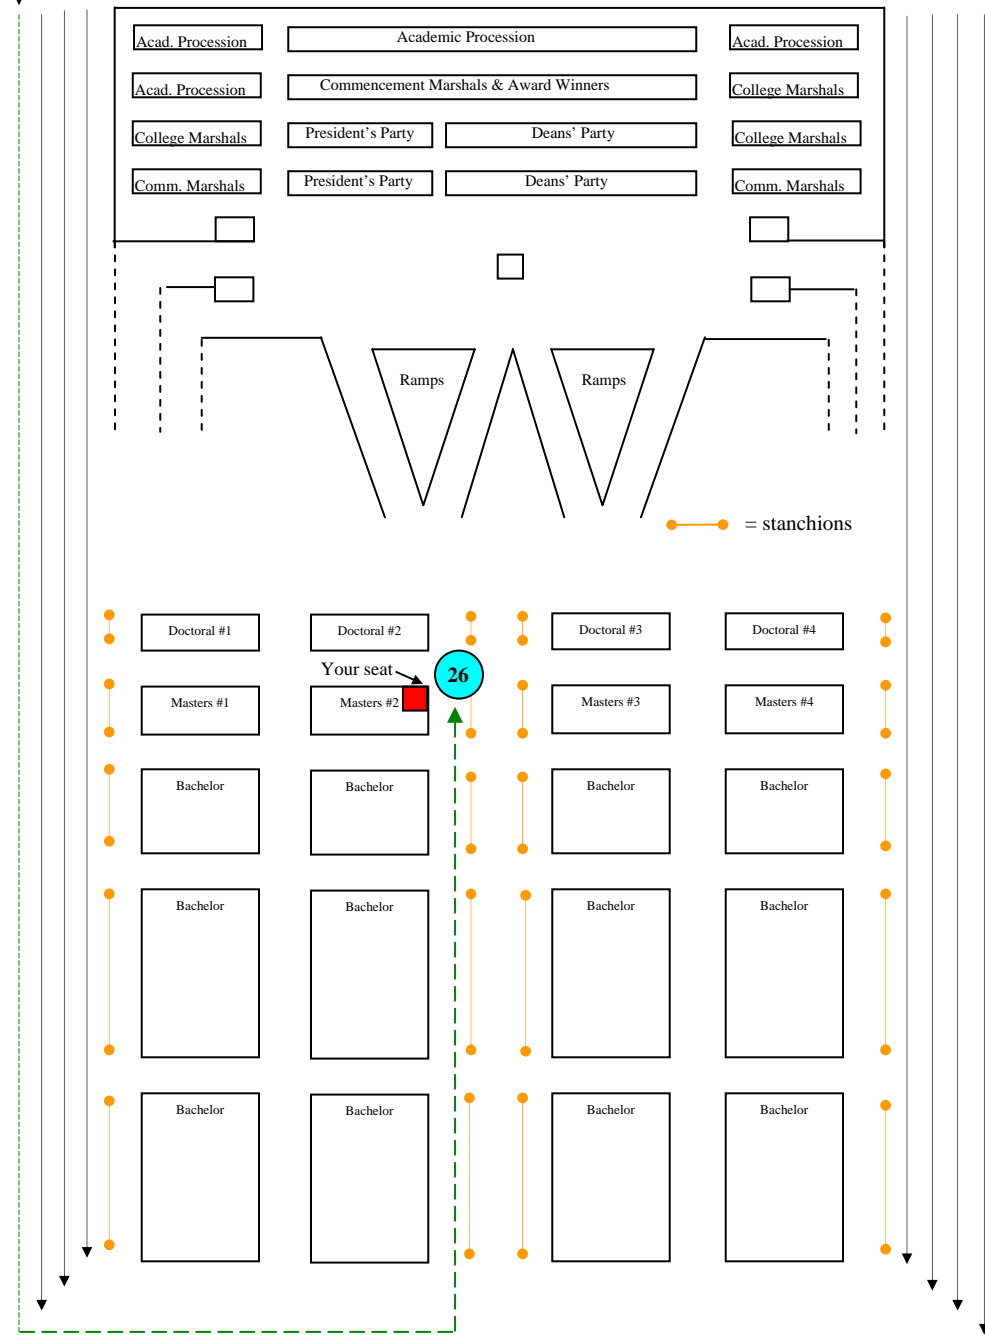 Acad. Procession
Academic Procession
Acad. Procession
Acad. Procession
Commencement Marshals & Award Winners
College Marshals
College Marshals
President's Party
Deans' Party
College Marshals
Comm. Marshals
President's Party
Deans' Party
Comm. Marshals
Ramps
Ramps
= stanchions
Doctoral #1
Doctoral #2
Doctoral #3
Doctoral #4
Your seat
26
Masters #1
Masters #2
Masters #3
Masters #4
Bachelor
Bachelor
Bachelor
Bachelor
Bachelor
Bachelor
Bachelor
Bachelor
Bachelor
Bachelor
Bachelor
Bachelor